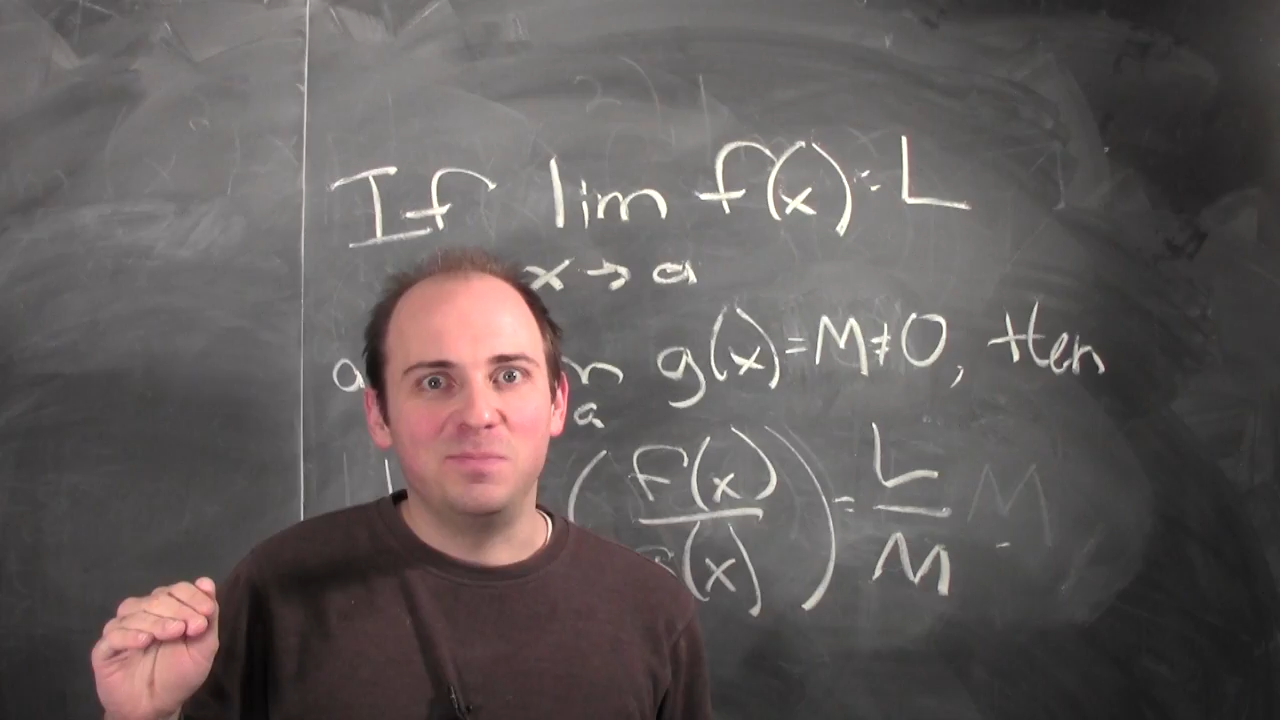 If lim f(x) = L
x → a
g(x) = M ≠ 0, then
a
( f(x) / (x) ) = L / M M